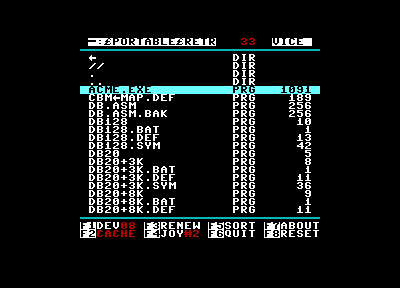 ←:£PORTABLE£RETR 33 VICE
← DIR
// DIR
. DIR
.. DIR
ACME.EXE PRG 1091
CBM←MAP.DEF PRG 189
DB.ASM PRG 256
DB.ASM.BAK PRG 256
DB128 PRG 10
DB128.BAT PRG 1
DB128.DEF PRG 13
DB128.SYM PRG 42
DB20 PRG 5
DB20+3K PRG 8
DB20+3K.BAT PRG 1
DB20+3K.DEF PRG 11
DB20+3K.SYM PRG 36
DB20+8K PRG 9
DB20+8K.BAT PRG 1
DB20+8K.DEF PRG 11
F1DEV08 F3RENEW F5SORT F7ABOUT
F2CACHE F4JOY#2 F6QUIT F8RESET